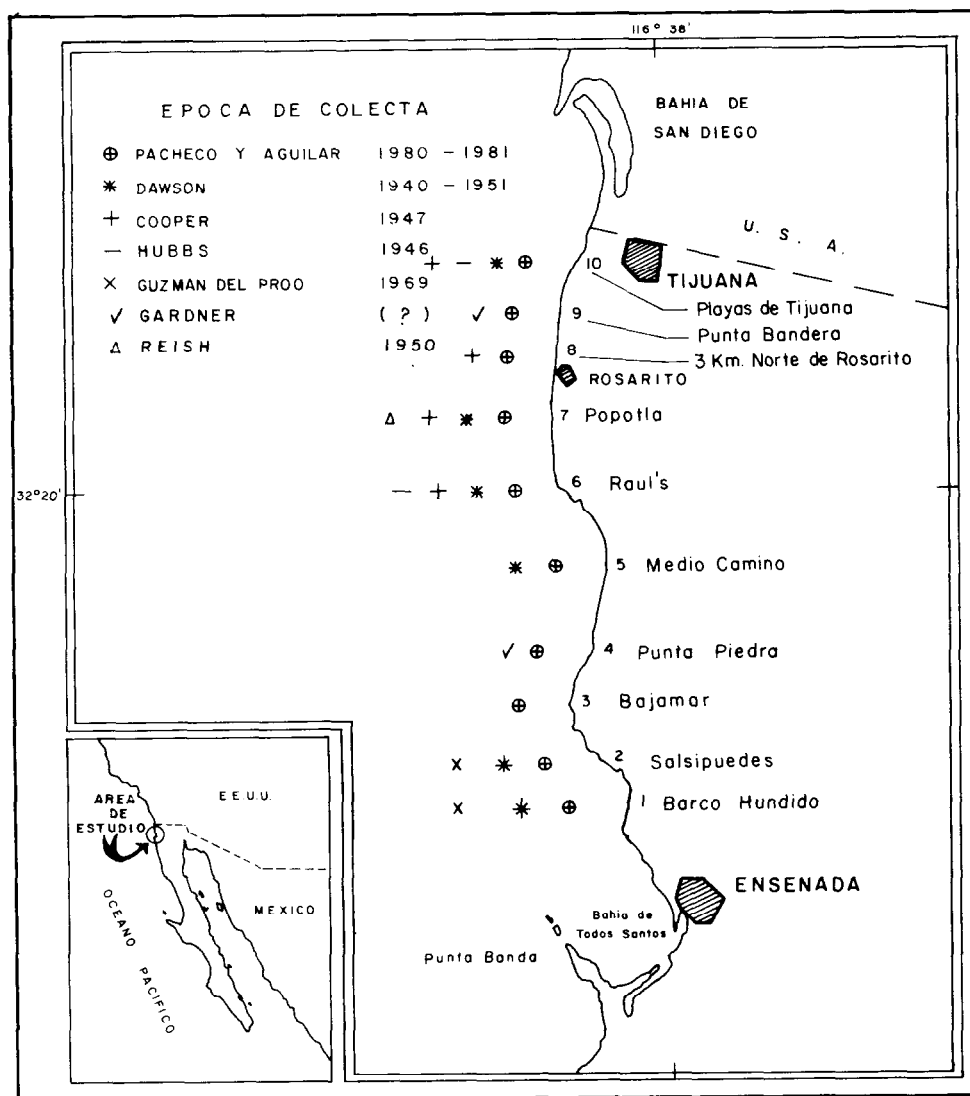 116° 38'
BAHIA DE
SAN DIEGO
EPOCA DE COLECTA
⊕ PACHECO Y AGUILAR 1980 - 1981
✳ DAWSON 1940 - 1951
+ COOPER 1947
— HUBBS 1946
× GUZMAN DEL PROO 1969
✓ GARDNER ( ? )
△ REISH 1950
U. S. A.
TIJUANA
10 Playas de Tijuana
9 Punta Bandera
8 3 Km. Norte de Rosarito
ROSARITO
7 Popotla
32°20'
6 Raul's
5 Medio Camino
4 Punta Piedra
3 Bajamar
2 Salsipuedes
1 Barco Hundido
ENSENADA
Bahia de
Todos Santos
Punta Banda
AREA
DE
ESTUDIO
E.E.U.U.
MEXICO
OCEANO PACIFICO